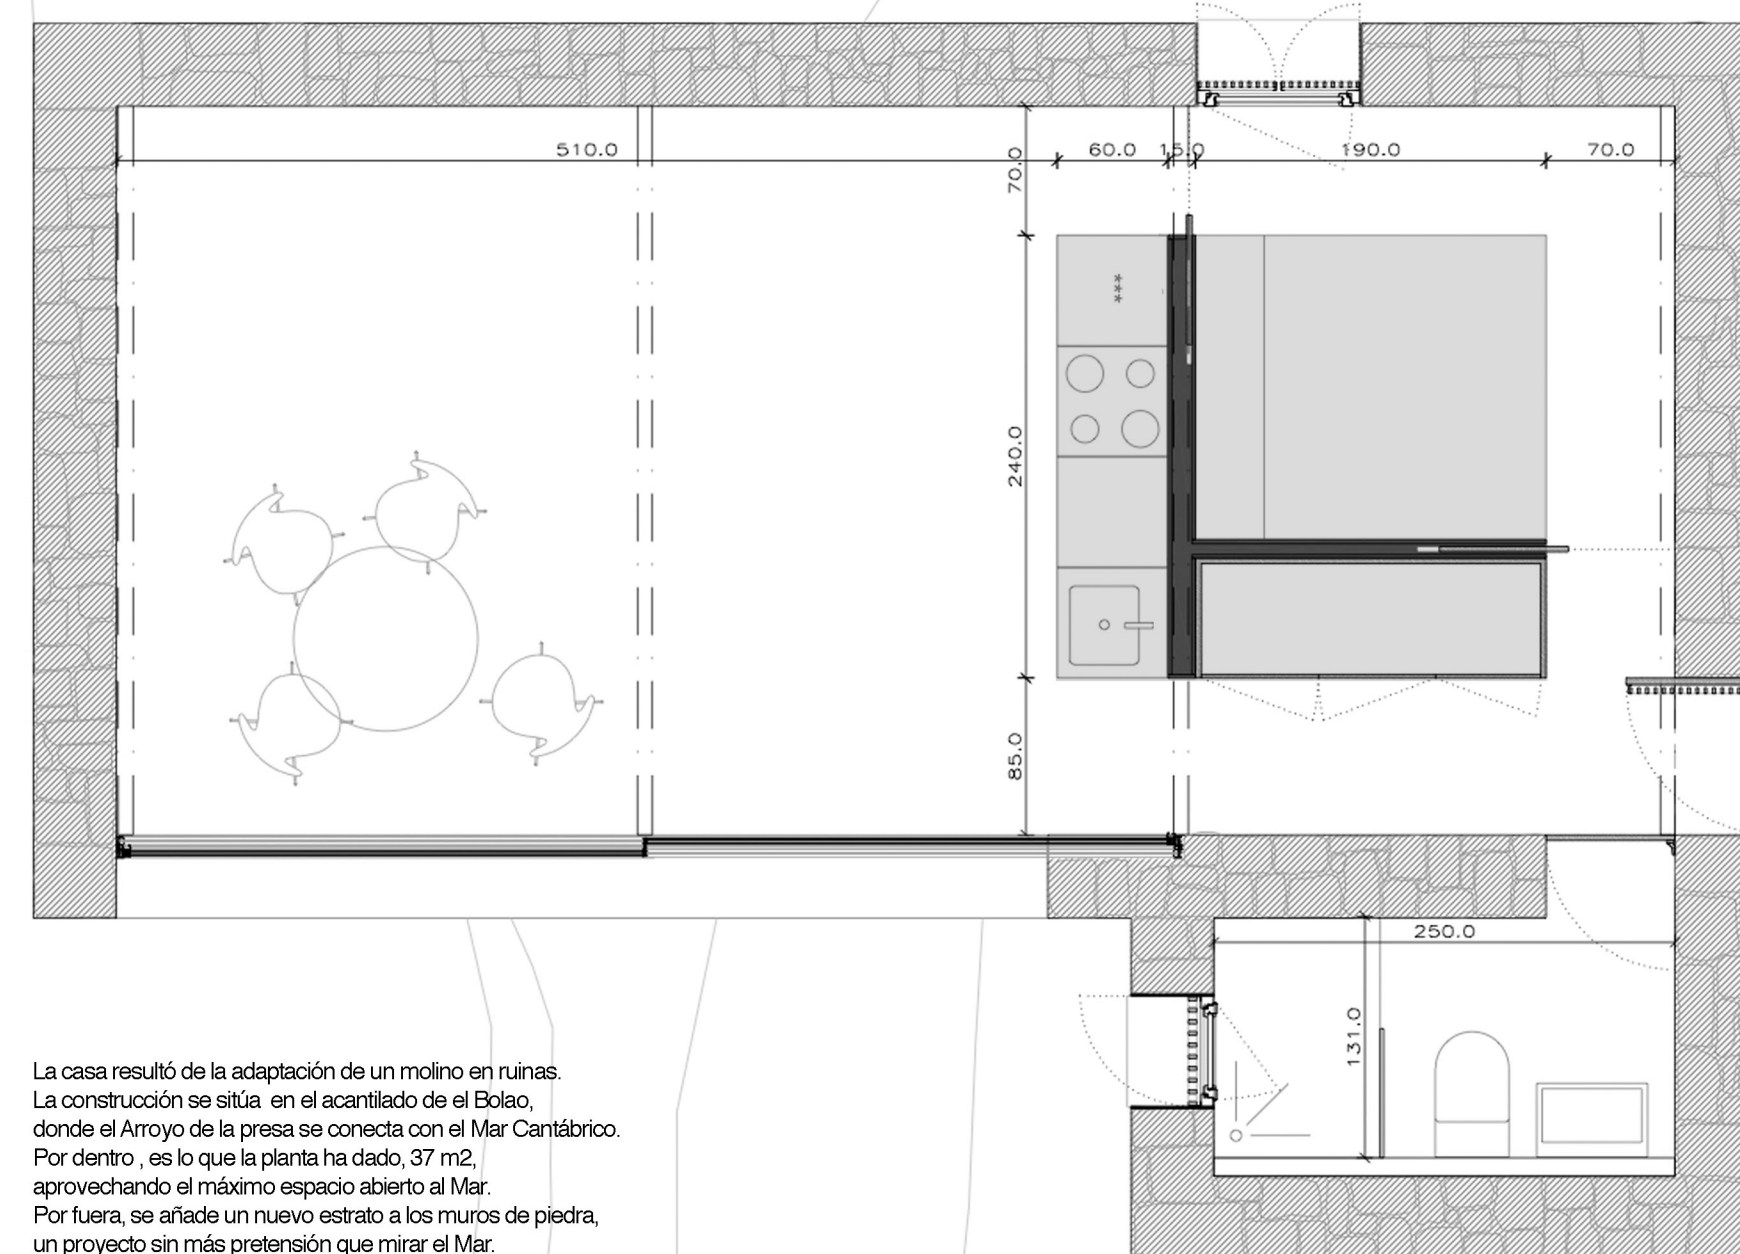 510.0
60.0
15.0
190.0
70.0
70.0
***
240.0
85.0
250.0
131.0
La casa resultó de la adaptación de un molino en ruinas.
La construcción se sitúa en el acantilado de el Bolao,
donde el Arroyo de la presa se conecta con el Mar Cantábrico.
Por dentro , es lo que la planta ha dado, 37 m2,
aprovechando el máximo espacio abierto al Mar.
Por fuera, se añade un nuevo estrato a los muros de piedra,
un proyecto sin más pretensión que mirar el Mar.